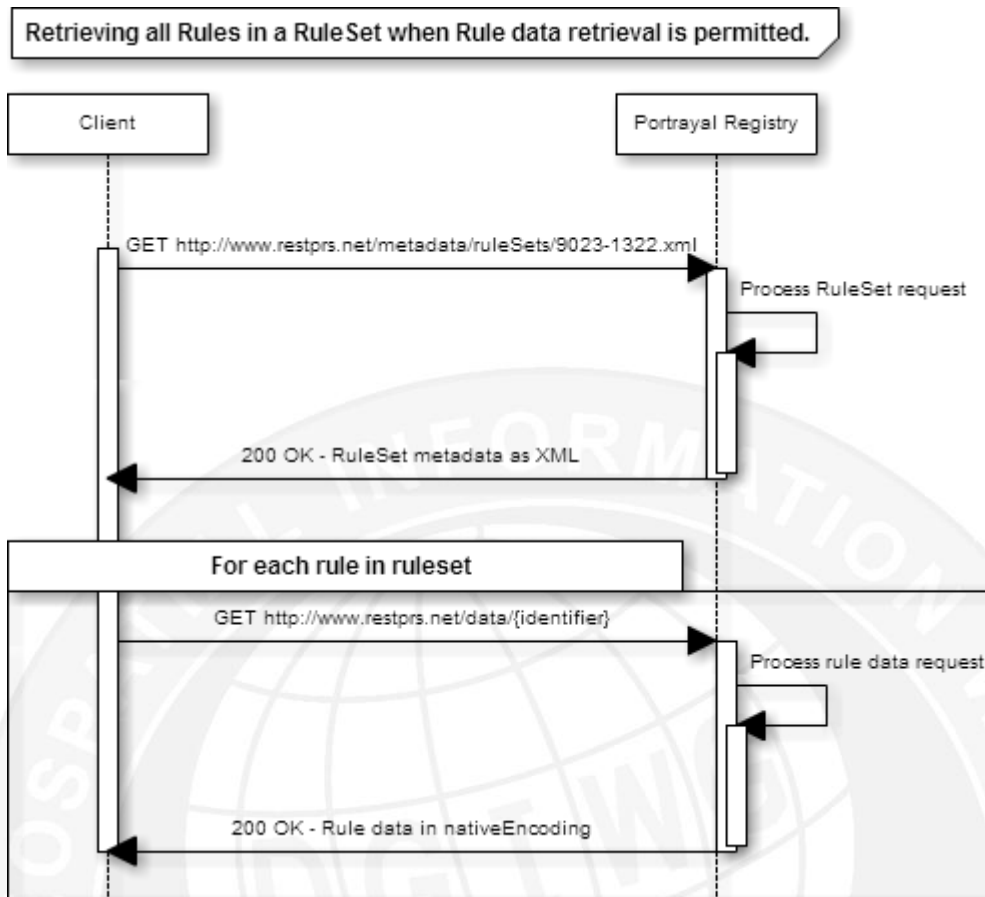 Retrieving all Rules in a RuleSet when Rule data retrieval is permitted.
Client
Portrayal Registry
GET http://www.restprs.net/metadata/ruleSets/9023-1322.xml
Process RuleSet request
200 OK - RuleSet metadata as XML
For each rule in ruleset
GET http://www.restprs.net/data/{identifier}
Process rule data request
200 OK - Rule data in nativeEncoding
INFORMATION
DGIWG